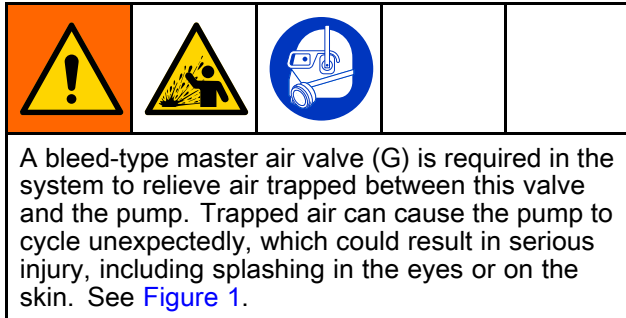 A bleed-type master air valve (G) is required in the
system to relieve air trapped between this valve
and the pump. Trapped air can cause the pump to
cycle unexpectedly, which could result in serious
injury, including splashing in the eyes or on the
skin. See Figure 1.